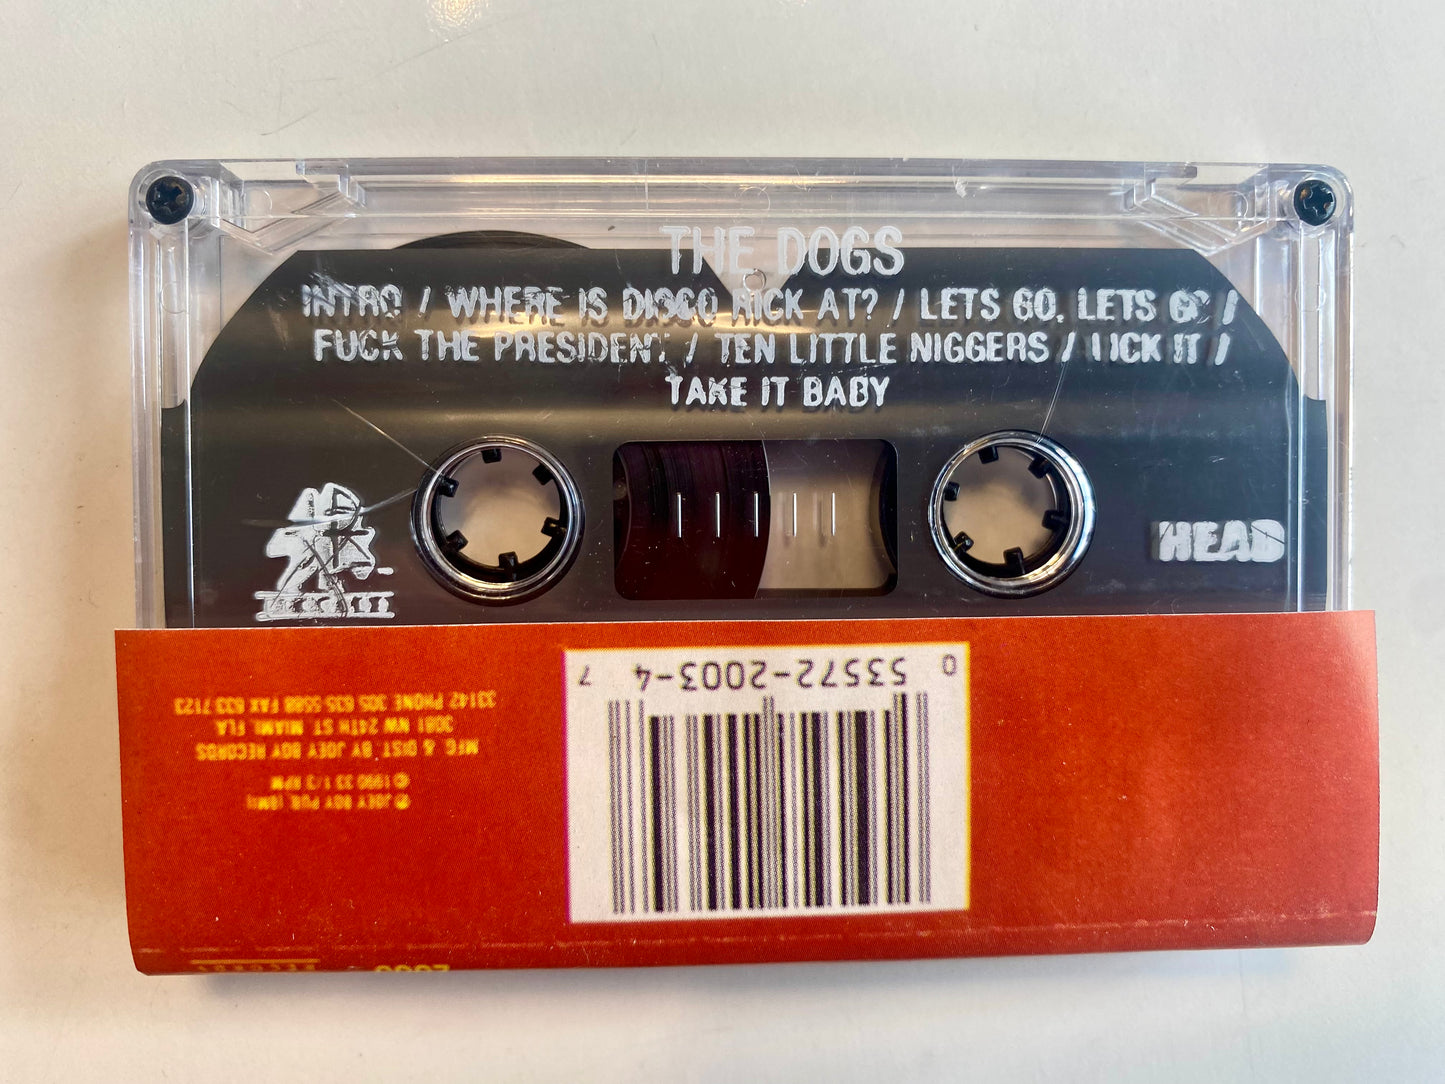 THE DOGS
INTRO / WHERE IS DISCO RICK AT? / LETS GO, LETS GO /
FUCK THE PRESIDENT / TEN LITTLE NIGGERS / LICK IT /
TAKE IT BABY
HEAD
0 53572-2003-4 7
℗ JOEY BOY PUB. (BMI)
© 1990 33 1/3 RPM
MFG. & DIST. BY JOEY BOY RECORDS
3081 NW 24TH ST MIAMI, FLA
33142 PHONE 305 635 5588 FAX 633 7123
RECORDS